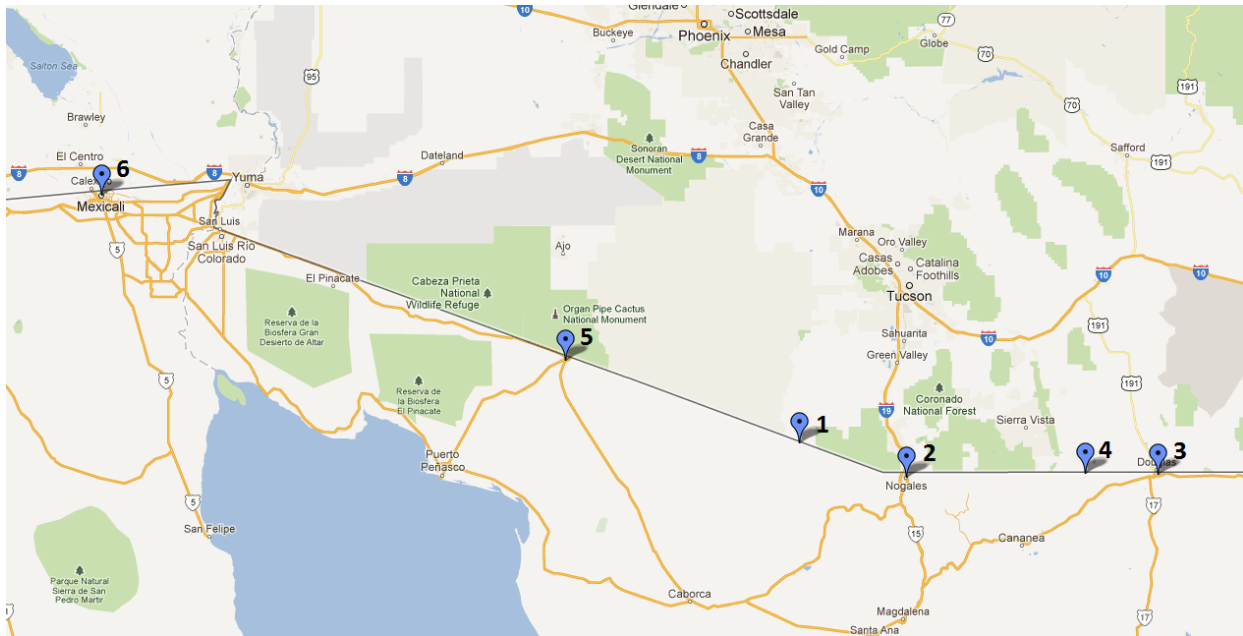 Glendale
Scottsdale
Phoenix
Mesa
Buckeye
Chandler
Gold Camp
Globe
77
70
10
Salton Sea
95
San Tan
Valley
191
70
Brawley
Casa
Grande
Sonoran
Desert National
Monument
Safford
191
El Centro
Dateland
8
8
8
8
8
6
Yuma
Mexicali
10
191
San Luis
San Luis Río
Colorado
5
Marana
Oro Valley
Casas
Adobes
Catalina
Foothills
Ajo
El Pinacate
Cabeza Prieta
National
Wildlife Refuge
10
10
Tucson
Organ Pipe Cactus
National Monument
Reserva de la
Biosfera Gran
Desierto de Altar
5
191
Sahuarita
Green Valley
10
5
Reserva de la
Biosfera
El Pinacate
191
Coronado
National Forest
19
Sierra Vista
1
2
4
3
Puerto
Peñasco
Nogales
5
17
San Felipe
15
Cananea
Parque Natural
Sierra de San
Pedro Martir
Caborca
Magdalena
Santa Ana
1
17